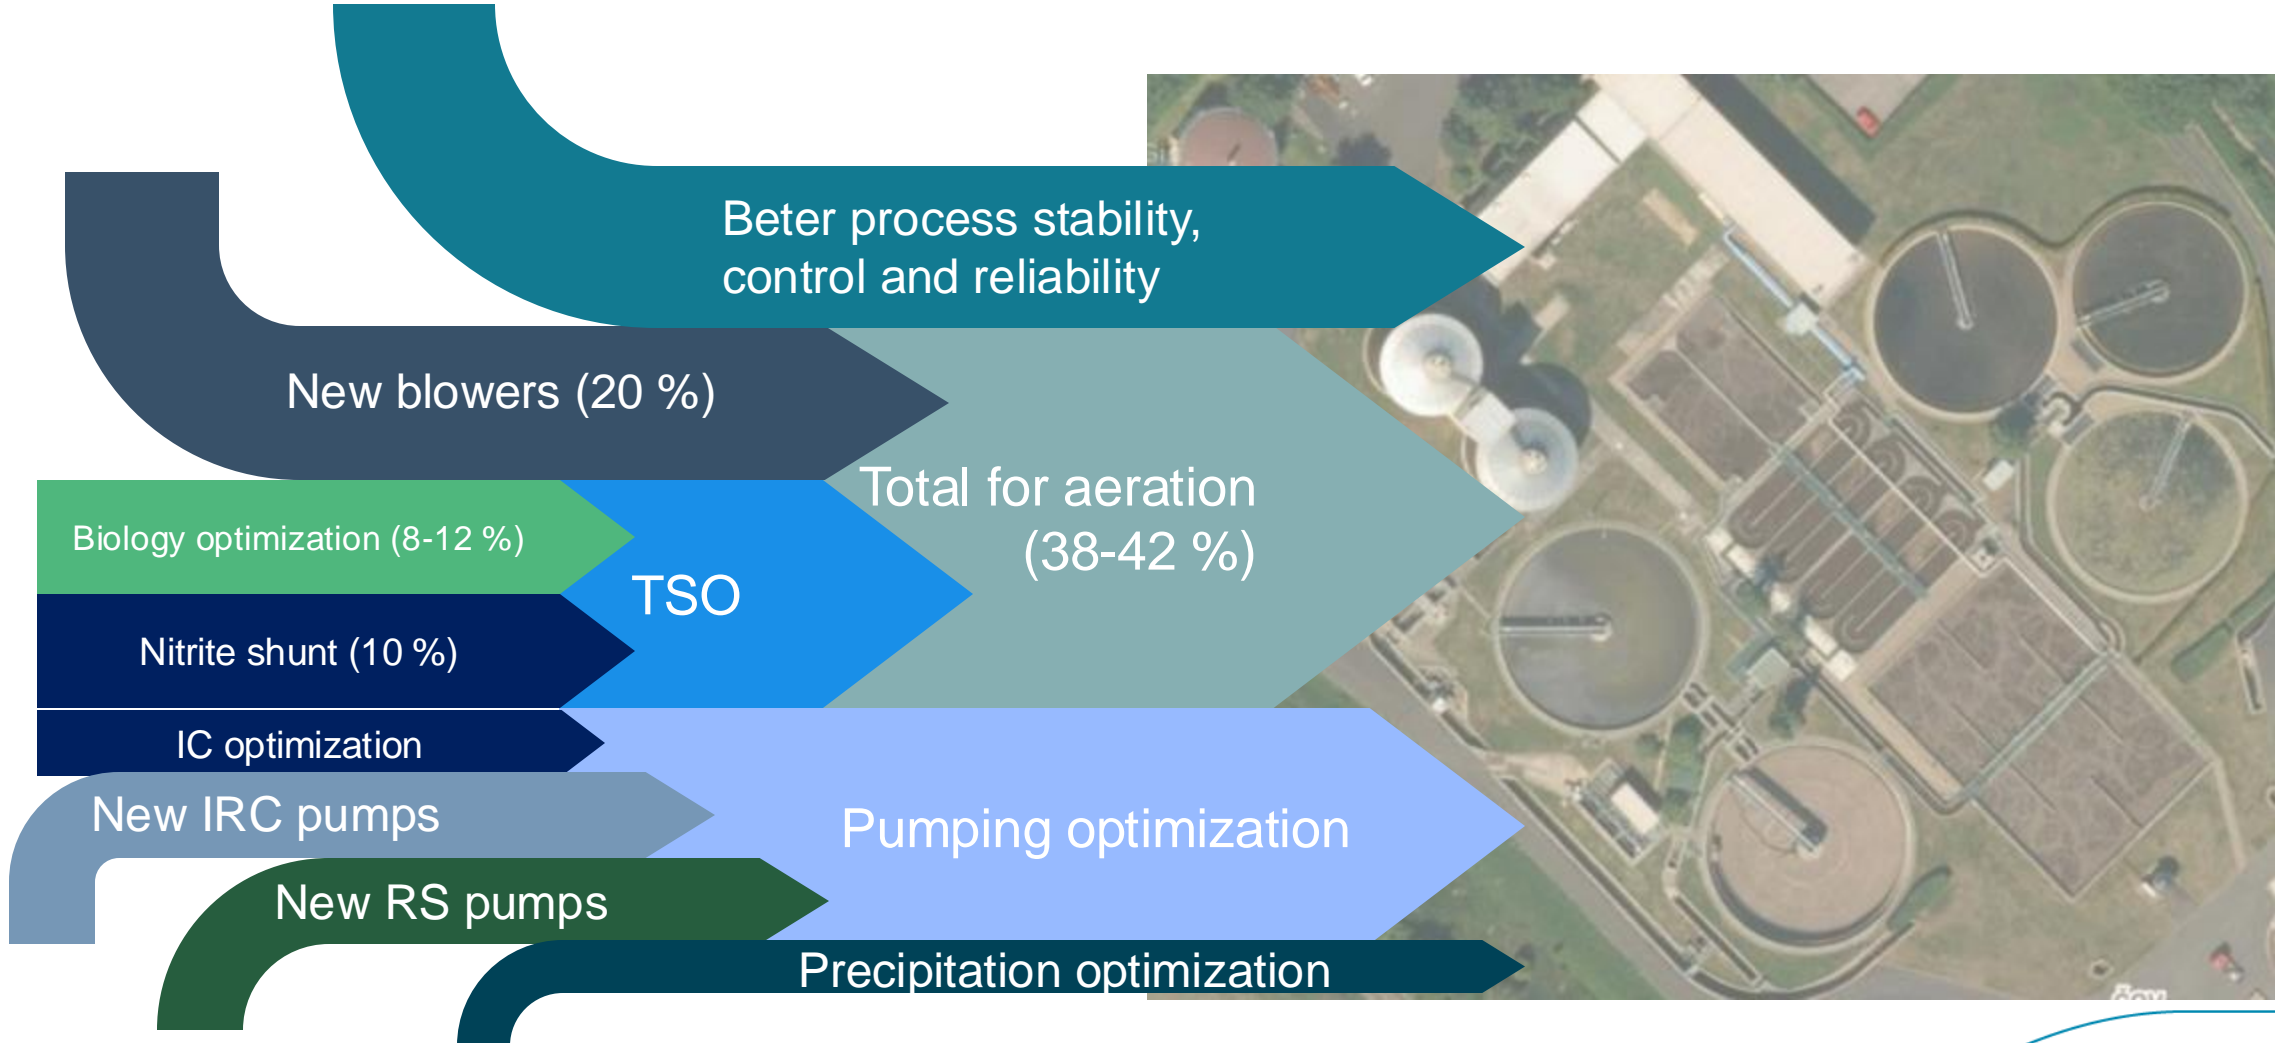 Beter process stability,
control and reliability
New blowers (20 %)
Total for aeration
(38-42 %)
Biology optimization (8-12 %)
TSO
Nitrite shunt (10 %)
IC optimization
New IRC pumps
Pumping optimization
New RS pumps
Precipitation optimization